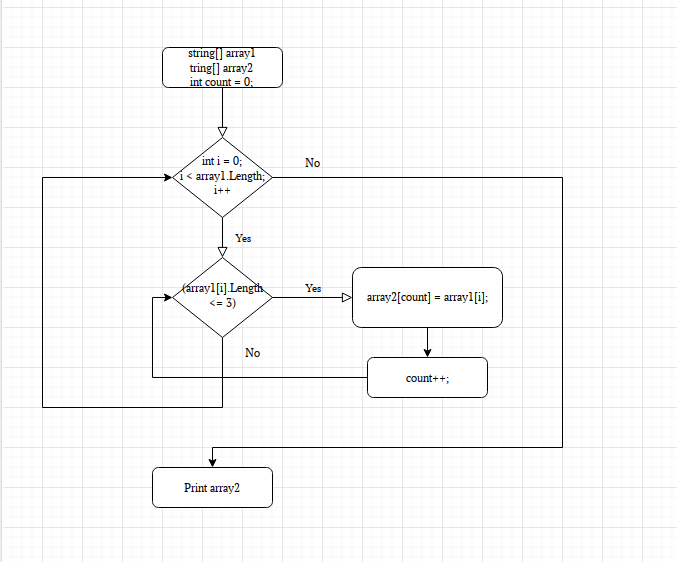 string[] array1
tring[] array2
int count = 0;
int i = 0;
i < array1.Length;
i++
No
Yes
(array1[i].Length
<= 3)
Yes
array2[count] = array1[i];
No
count++;
Print array2